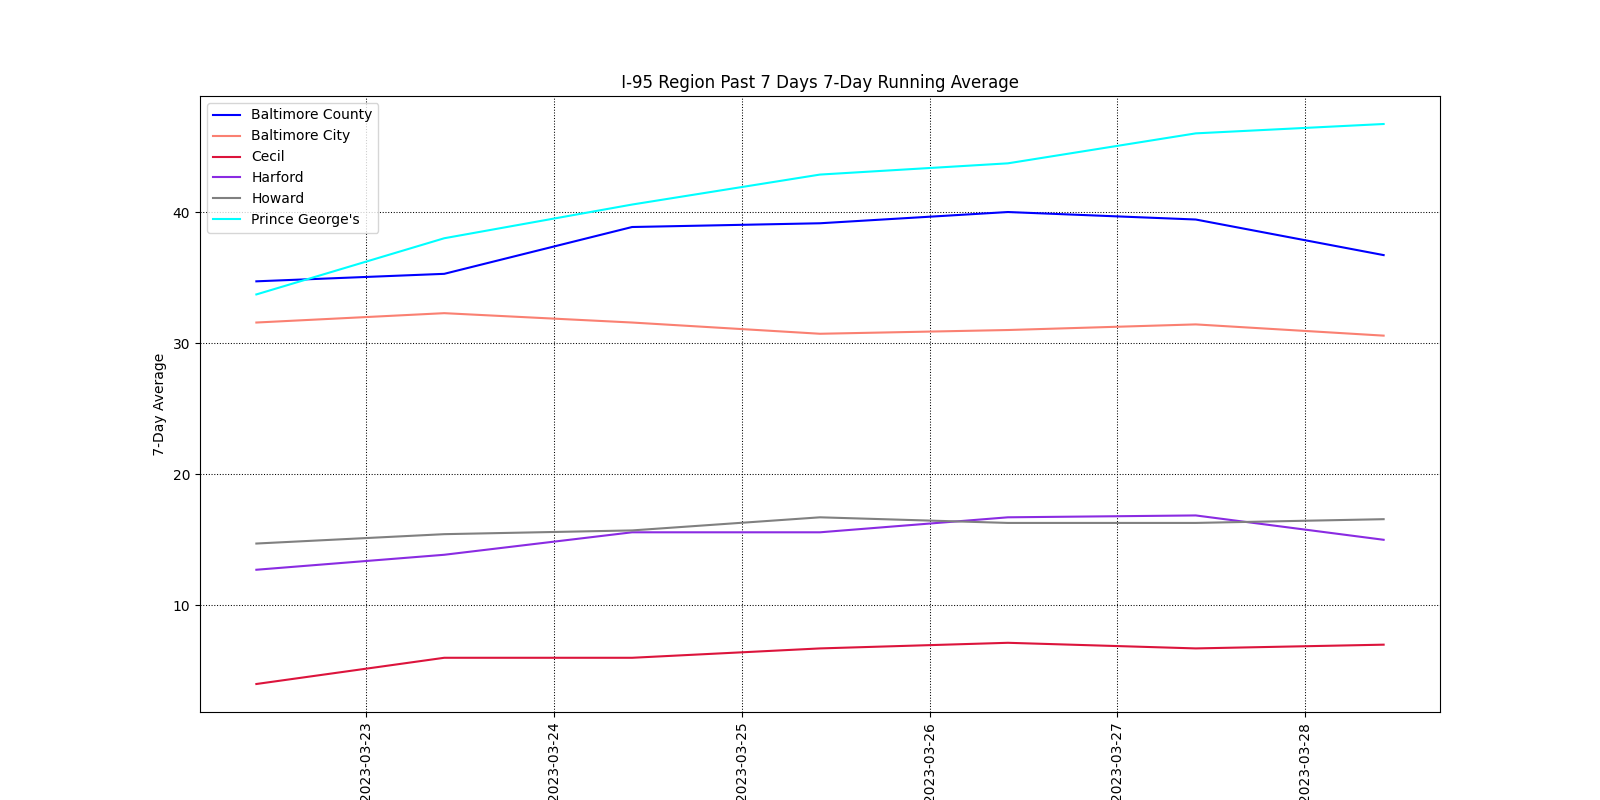 I-95 Region Past 7 Days 7-Day Running Average
Baltimore County
Baltimore City
Cecil
Harford
Howard
Prince George's
7-Day Average
40
30
20
10
2023-03-23
2023-03-24
2023-03-25
2023-03-26
2023-03-27
2023-03-28